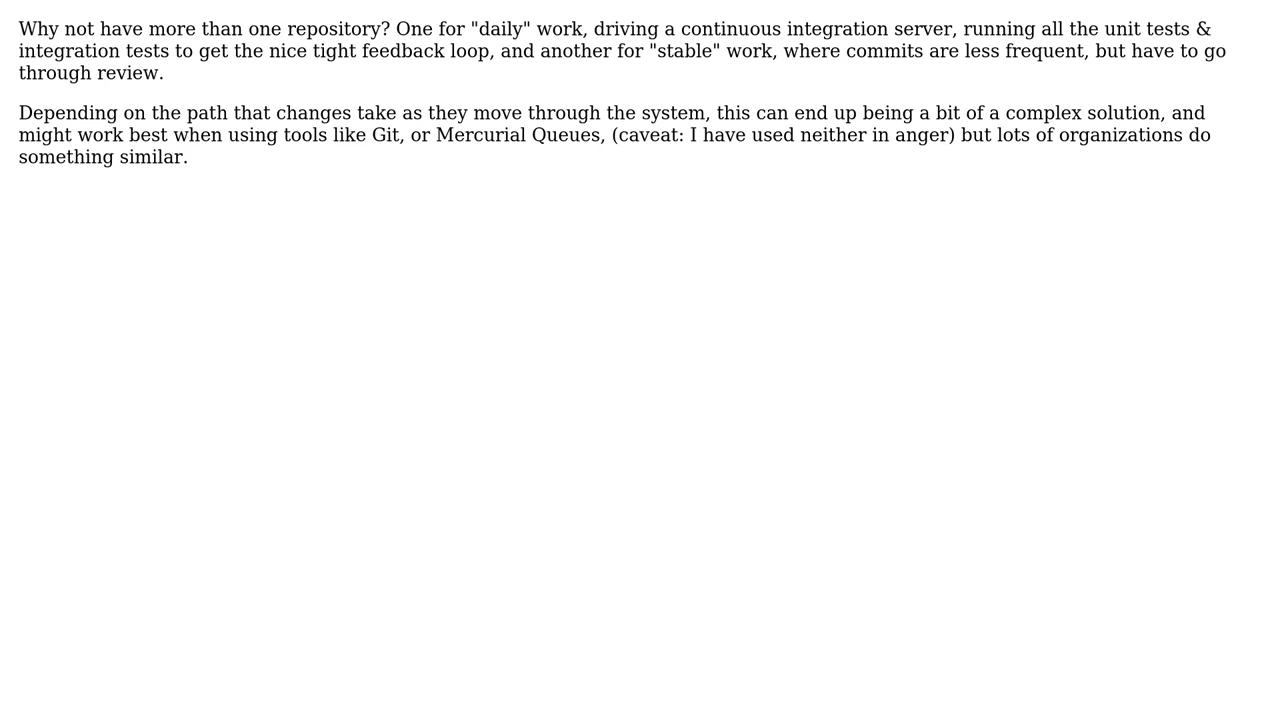 Why not have more than one repository? One for "daily" work, driving a continuous integration server, running all the unit tests &
integration tests to get the nice tight feedback loop, and another for "stable" work, where commits are less frequent, but have to go
through review.
Depending on the path that changes take as they move through the system, this can end up being a bit of a complex solution, and
might work best when using tools like Git, or Mercurial Queues, (caveat: I have used neither in anger) but lots of organizations do
something similar.